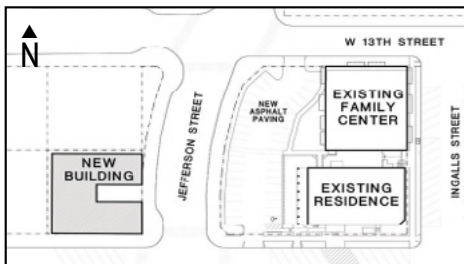 N
W 13TH STREET
EXISTING
FAMILY
CENTER
NEW
ASPHALT
PAVING
JEFFERSON STREET
INGALLS STREET
NEW
BUILDING
EXISTING
RESIDENCE